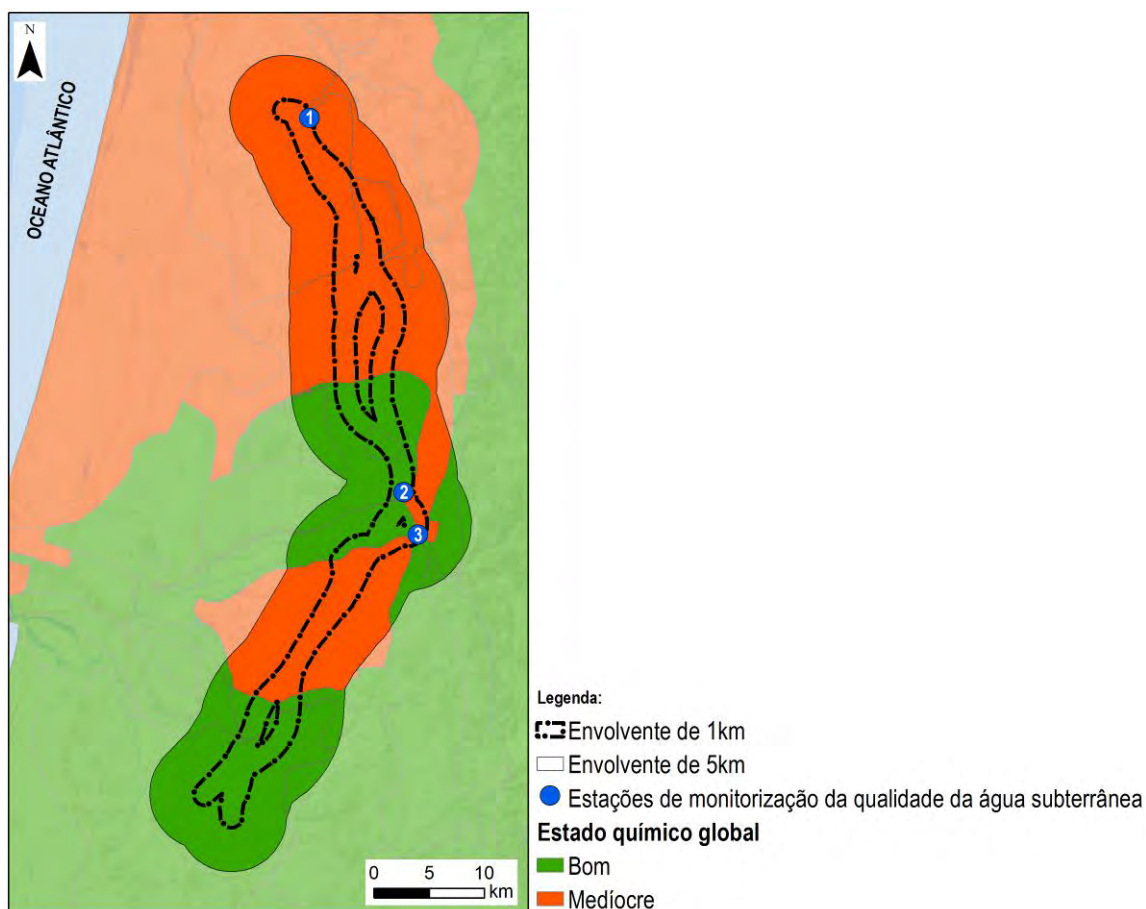 N
OCEANO ATLÂNTICO
1
2
3
0 5 10
km
Legenda:
Envolvente de 1km
Envolvente de 5km
Estações de monitorização da qualidade da água subterrânea
Estado químico global
Bom
Medíocre